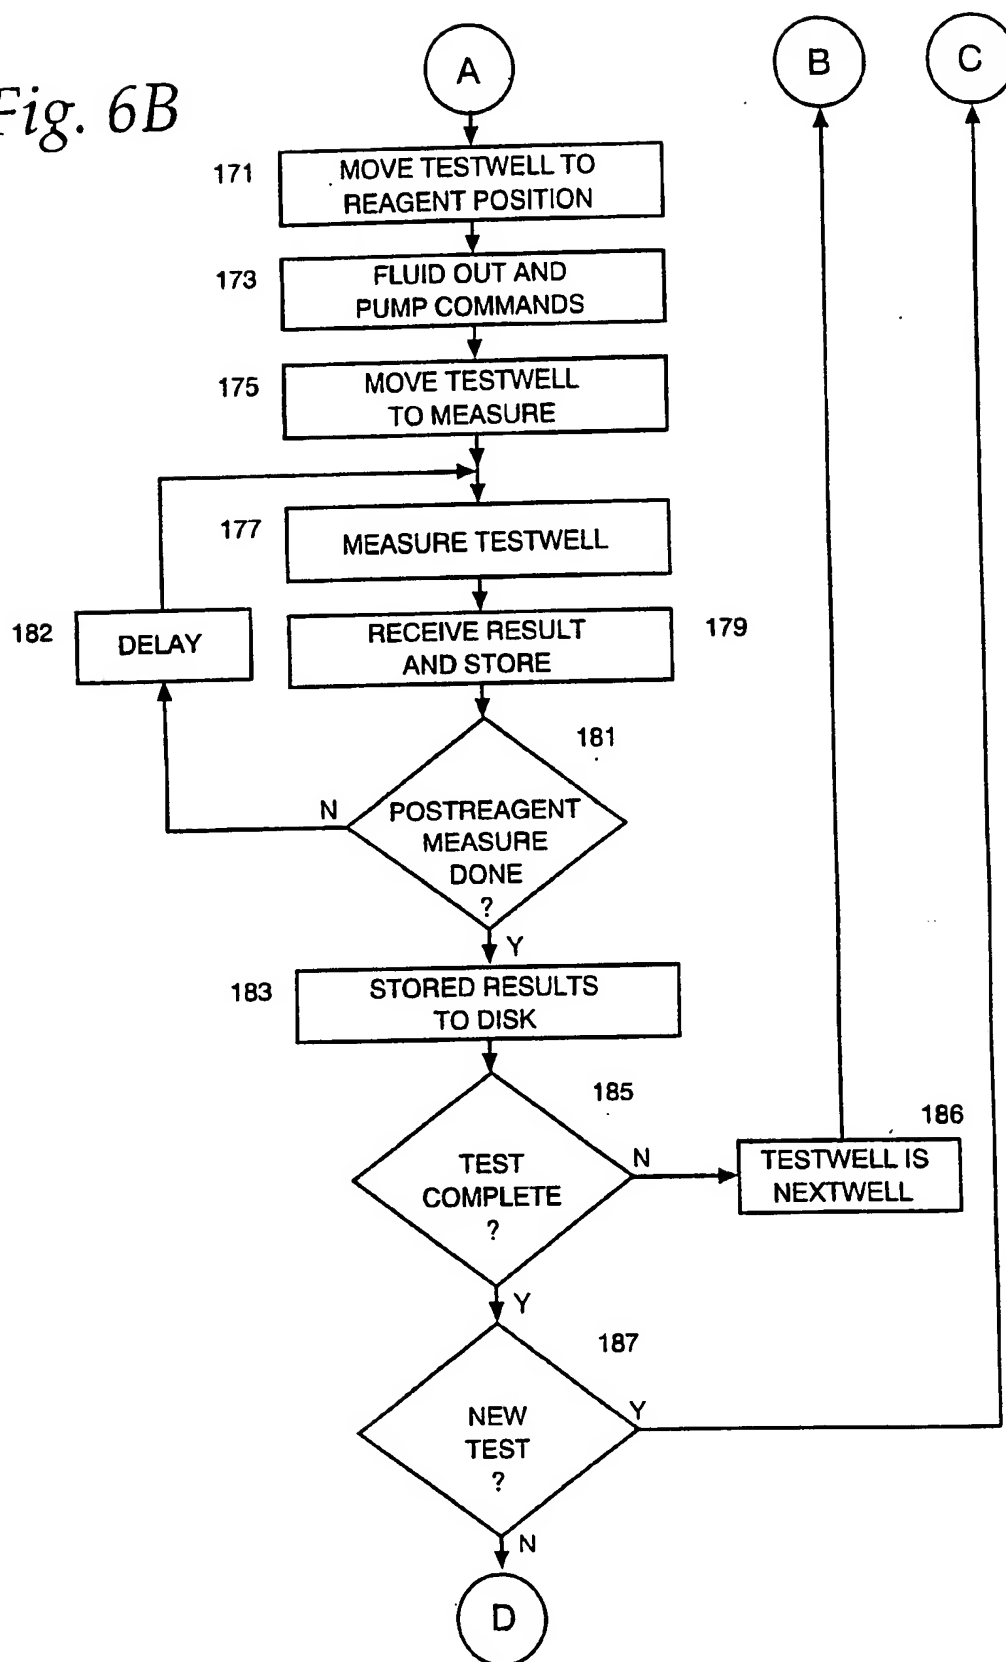 A
B
C
Fig. 6B
171
MOVE TESTWELL TO
REAGENT POSITION
173
FLUID OUT AND
PUMP COMMANDS
175
MOVE TESTWELL
TO MEASURE
177
MEASURE TESTWELL
182
DELAY
RECEIVE RESULT
AND STORE
179
181
N
POSTREAGENT
MEASURE
DONE
?
Y
183
STORED RESULTS
TO DISK
185
TEST
COMPLETE
?
N
186
TESTWELL IS
NEXTWELL
Y
187
NEW
TEST
?
Y
N
D